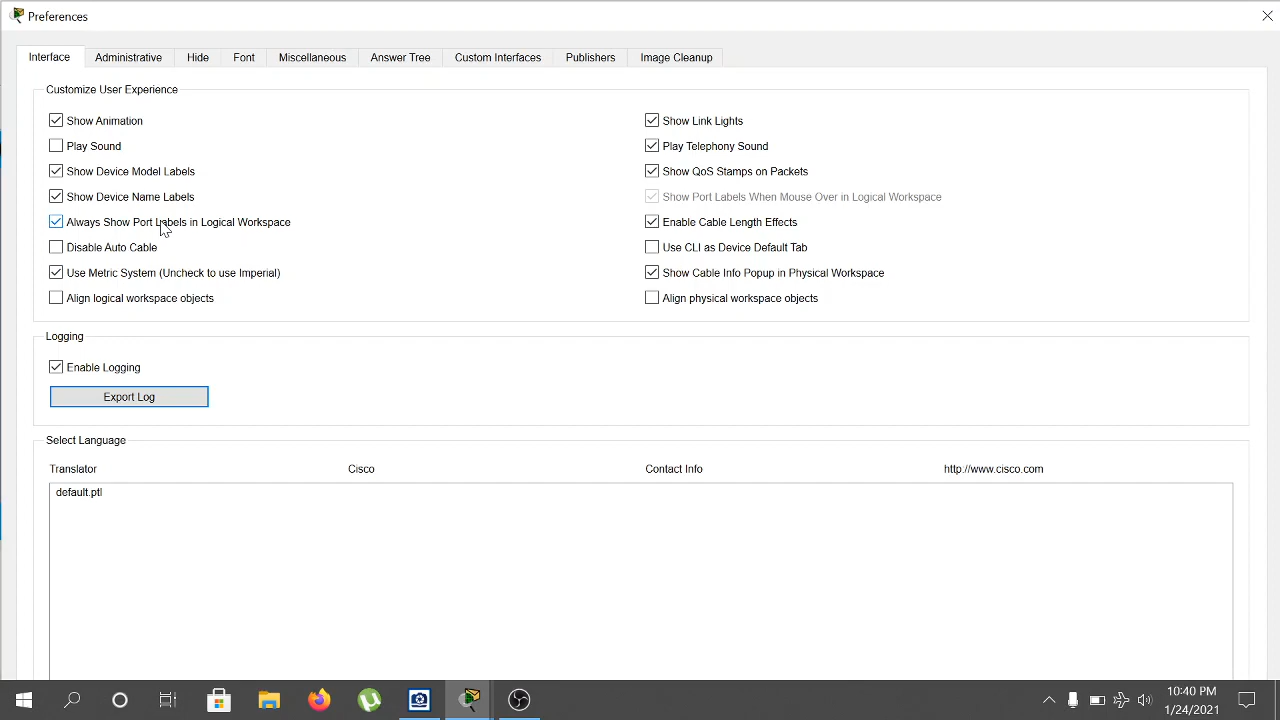 Preferences
Interface Administrative Hide Font Miscellaneous Answer Tree Custom Interfaces Publishers Image Cleanup
Customize User Experience
Show Animation Show Link Lights
Play Sound Play Telephony Sound
Show Device Model Labels Show QoS Stamps on Packets
Show Device Name Labels Show Port Labels When Mouse Over in Logical Workspace
Always Show Port Labels in Logical Workspace Enable Cable Length Effects
Disable Auto Cable Use CLI as Device Default Tab
Use Metric System (Uncheck to use Imperial) Show Cable Info Popup in Physical Workspace
Align logical workspace objects Align physical workspace objects
Logging
Enable Logging
Export Log
Select Language
Translator Cisco Contact Info http://www.cisco.com
default.ptl
10:40 PM
1/24/2021